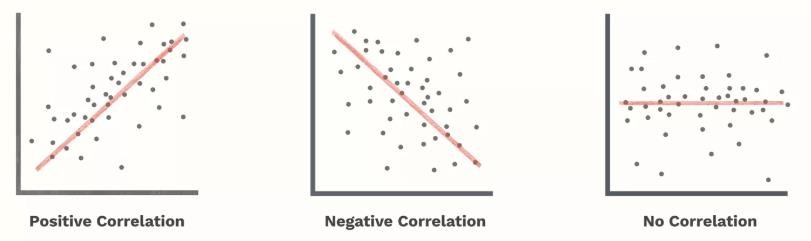 Positive Correlation
Negative Correlation
No Correlation